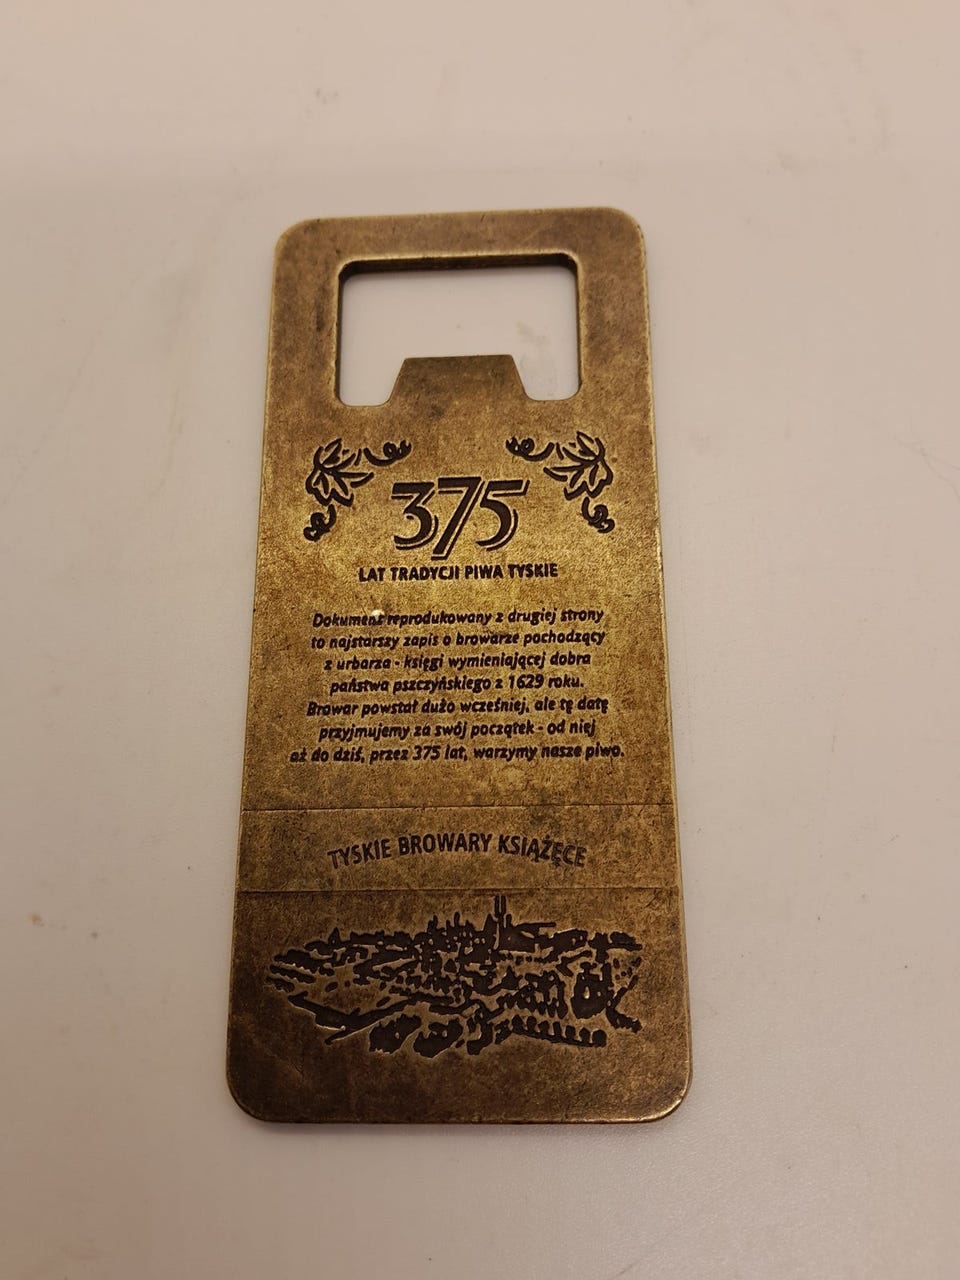 375
LAT TRADYCJI PIWA TYSKIE
Dokument reprodukowany z drugiej strony
to najstarszy zapis o browarze pochodzący
z urbarza - księgi wymieniającej dobra
państwa pszczyńskiego z 1629 roku.
Browar powstał dużo wcześniej, ale tę datę
przyjmujemy za swój początek - od niej
aż do dziś, przez 375 lat, warzymy nasze piwo.
TYSKIE BROWARY KSIĄŻĘCE